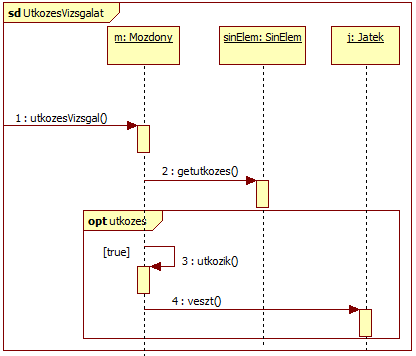 sd UtkozesVizsgalat
m: Mozdony
sinElem: SinElem
j: Jatek
1 : utkozesVizsgal()
2 : getutkozes()
opt utkozes
[true]
3 : utkozik()
4 : veszt()